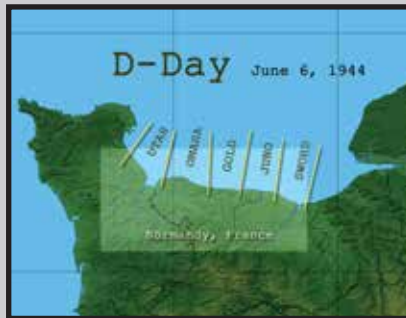 D-Day June 6, 1944
UTAH
OMAHA
GOLD
JUNO
SWORD
Normandy, France